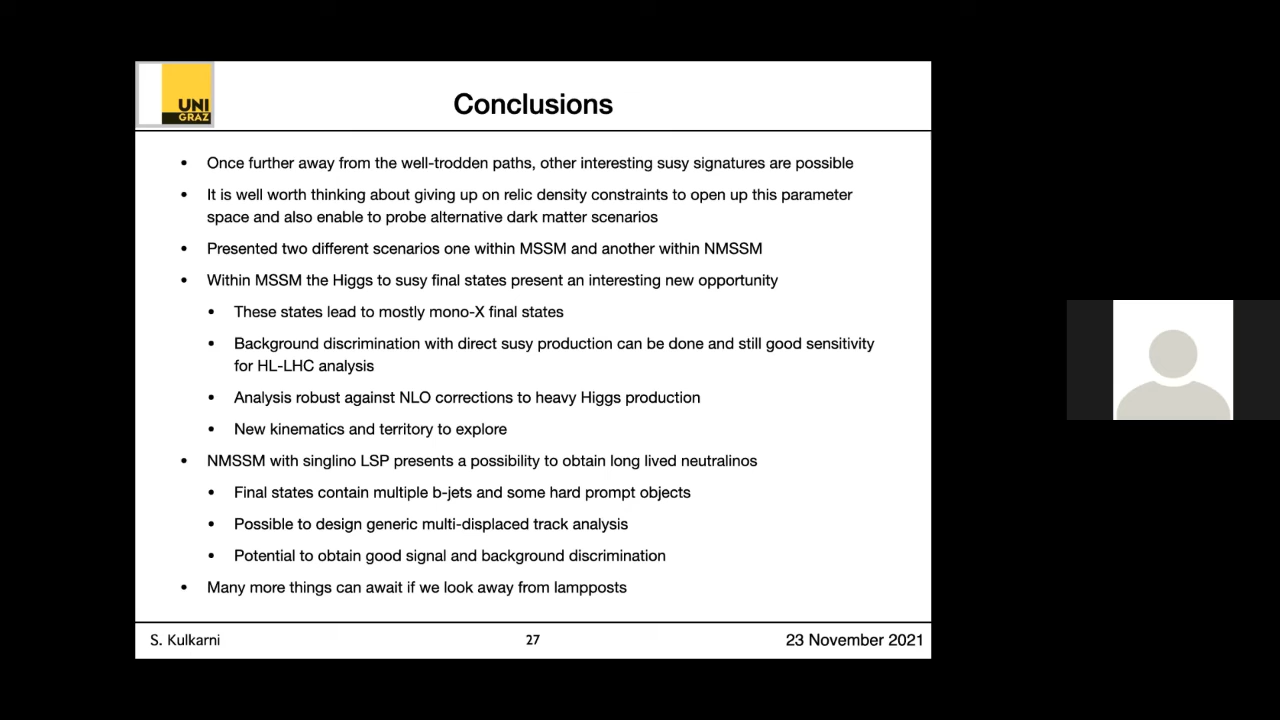 UNI
GRAZ
Conclusions
• Once further away from the well-trodden paths, other interesting susy signatures are possible
• It is well worth thinking about giving up on relic density constraints to open up this parameter
space and also enable to probe alternative dark matter scenarios
• Presented two different scenarios one within MSSM and another within NMSSM
• Within MSSM the Higgs to susy final states present an interesting new opportunity
• These states lead to mostly mono-X final states
• Background discrimination with direct susy production can be done and still good sensitivity
for HL-LHC analysis
• Analysis robust against NLO corrections to heavy Higgs production
• New kinematics and territory to explore
• NMSSM with singlino LSP presents a possibility to obtain long lived neutralinos
• Final states contain multiple b-jets and some hard prompt objects
• Possible to design generic multi-displaced track analysis
• Potential to obtain good signal and background discrimination
• Many more things can await if we look away from lampposts
S. Kulkarni 27 23 November 2021